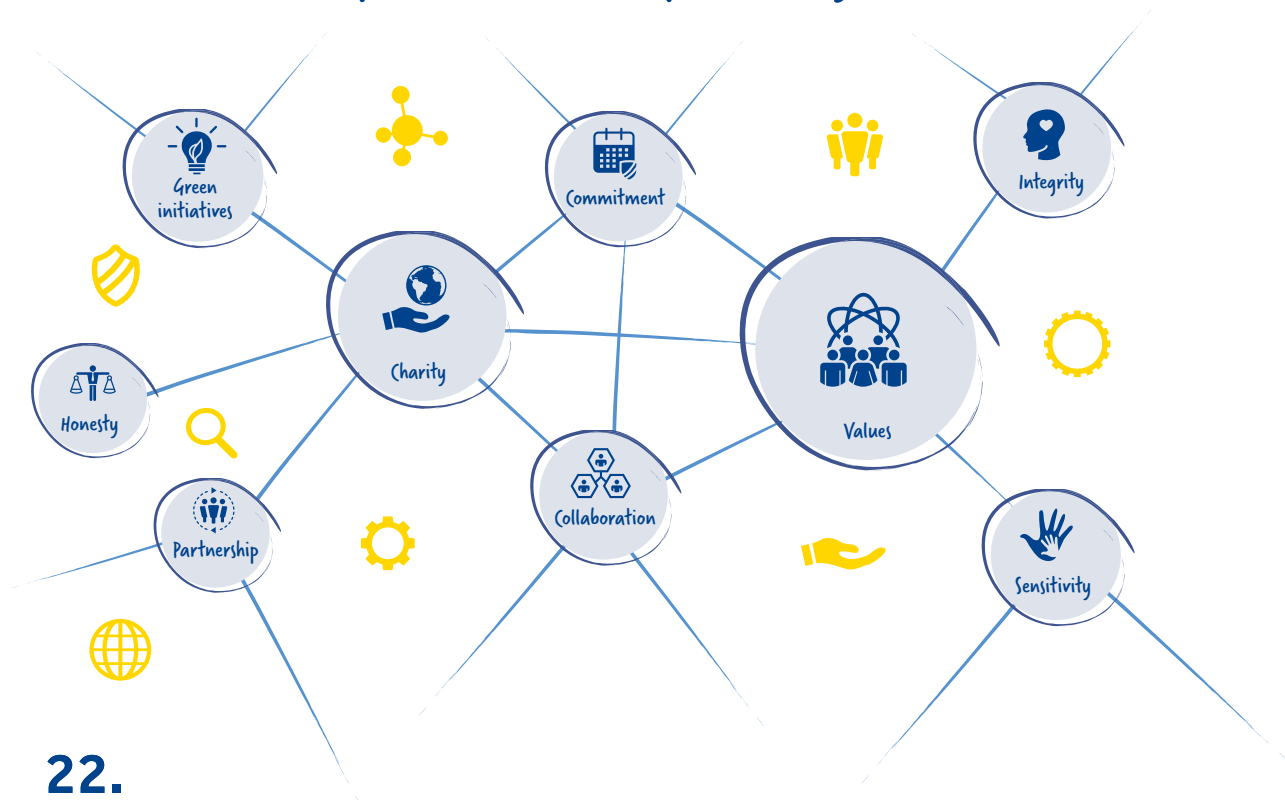 Green
initiatives
Commitment
Integrity
Charity
Honesty
Values
Partnership
Collaboration
Sensitivity
22.